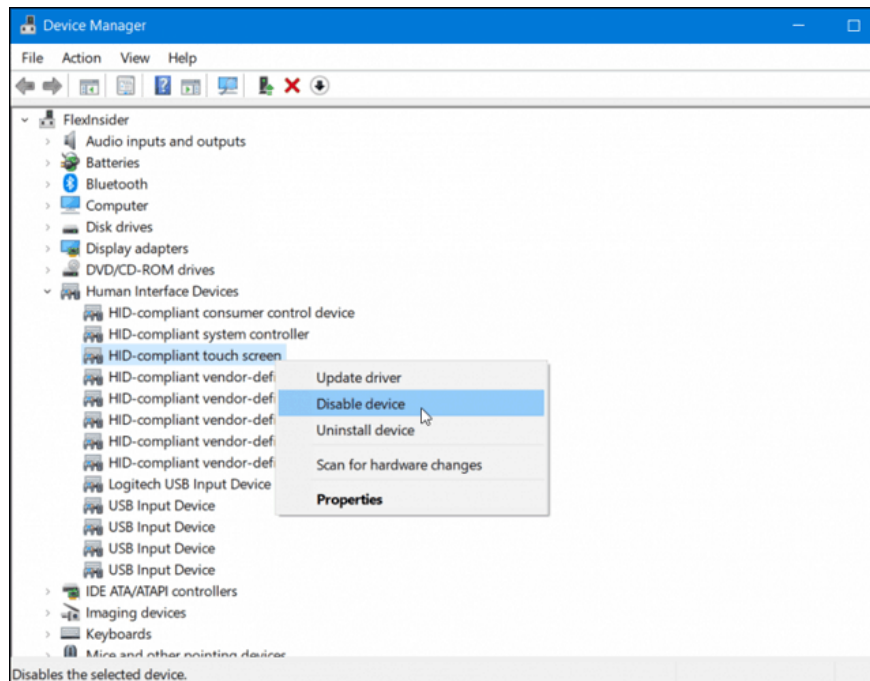 Device Manager
File Action View Help
FlexInsider
Audio inputs and outputs
Batteries
Bluetooth
Computer
Disk drives
Display adapters
DVD/CD-ROM drives
Human Interface Devices
HID-compliant consumer control device
HID-compliant system controller
HID-compliant touch screen
HID-compliant vendor-defi
Update driver
HID-compliant vendor-defi
Disable device
HID-compliant vendor-defi
Uninstall device
HID-compliant vendor-defi
HID-compliant vendor-defi
Scan for hardware changes
Logitech USB Input Device
USB Input Device
Properties
USB Input Device
USB Input Device
USB Input Device
IDE ATA/ATAPI controllers
Imaging devices
Keyboards
Mice and other pointing devices
Disables the selected device.